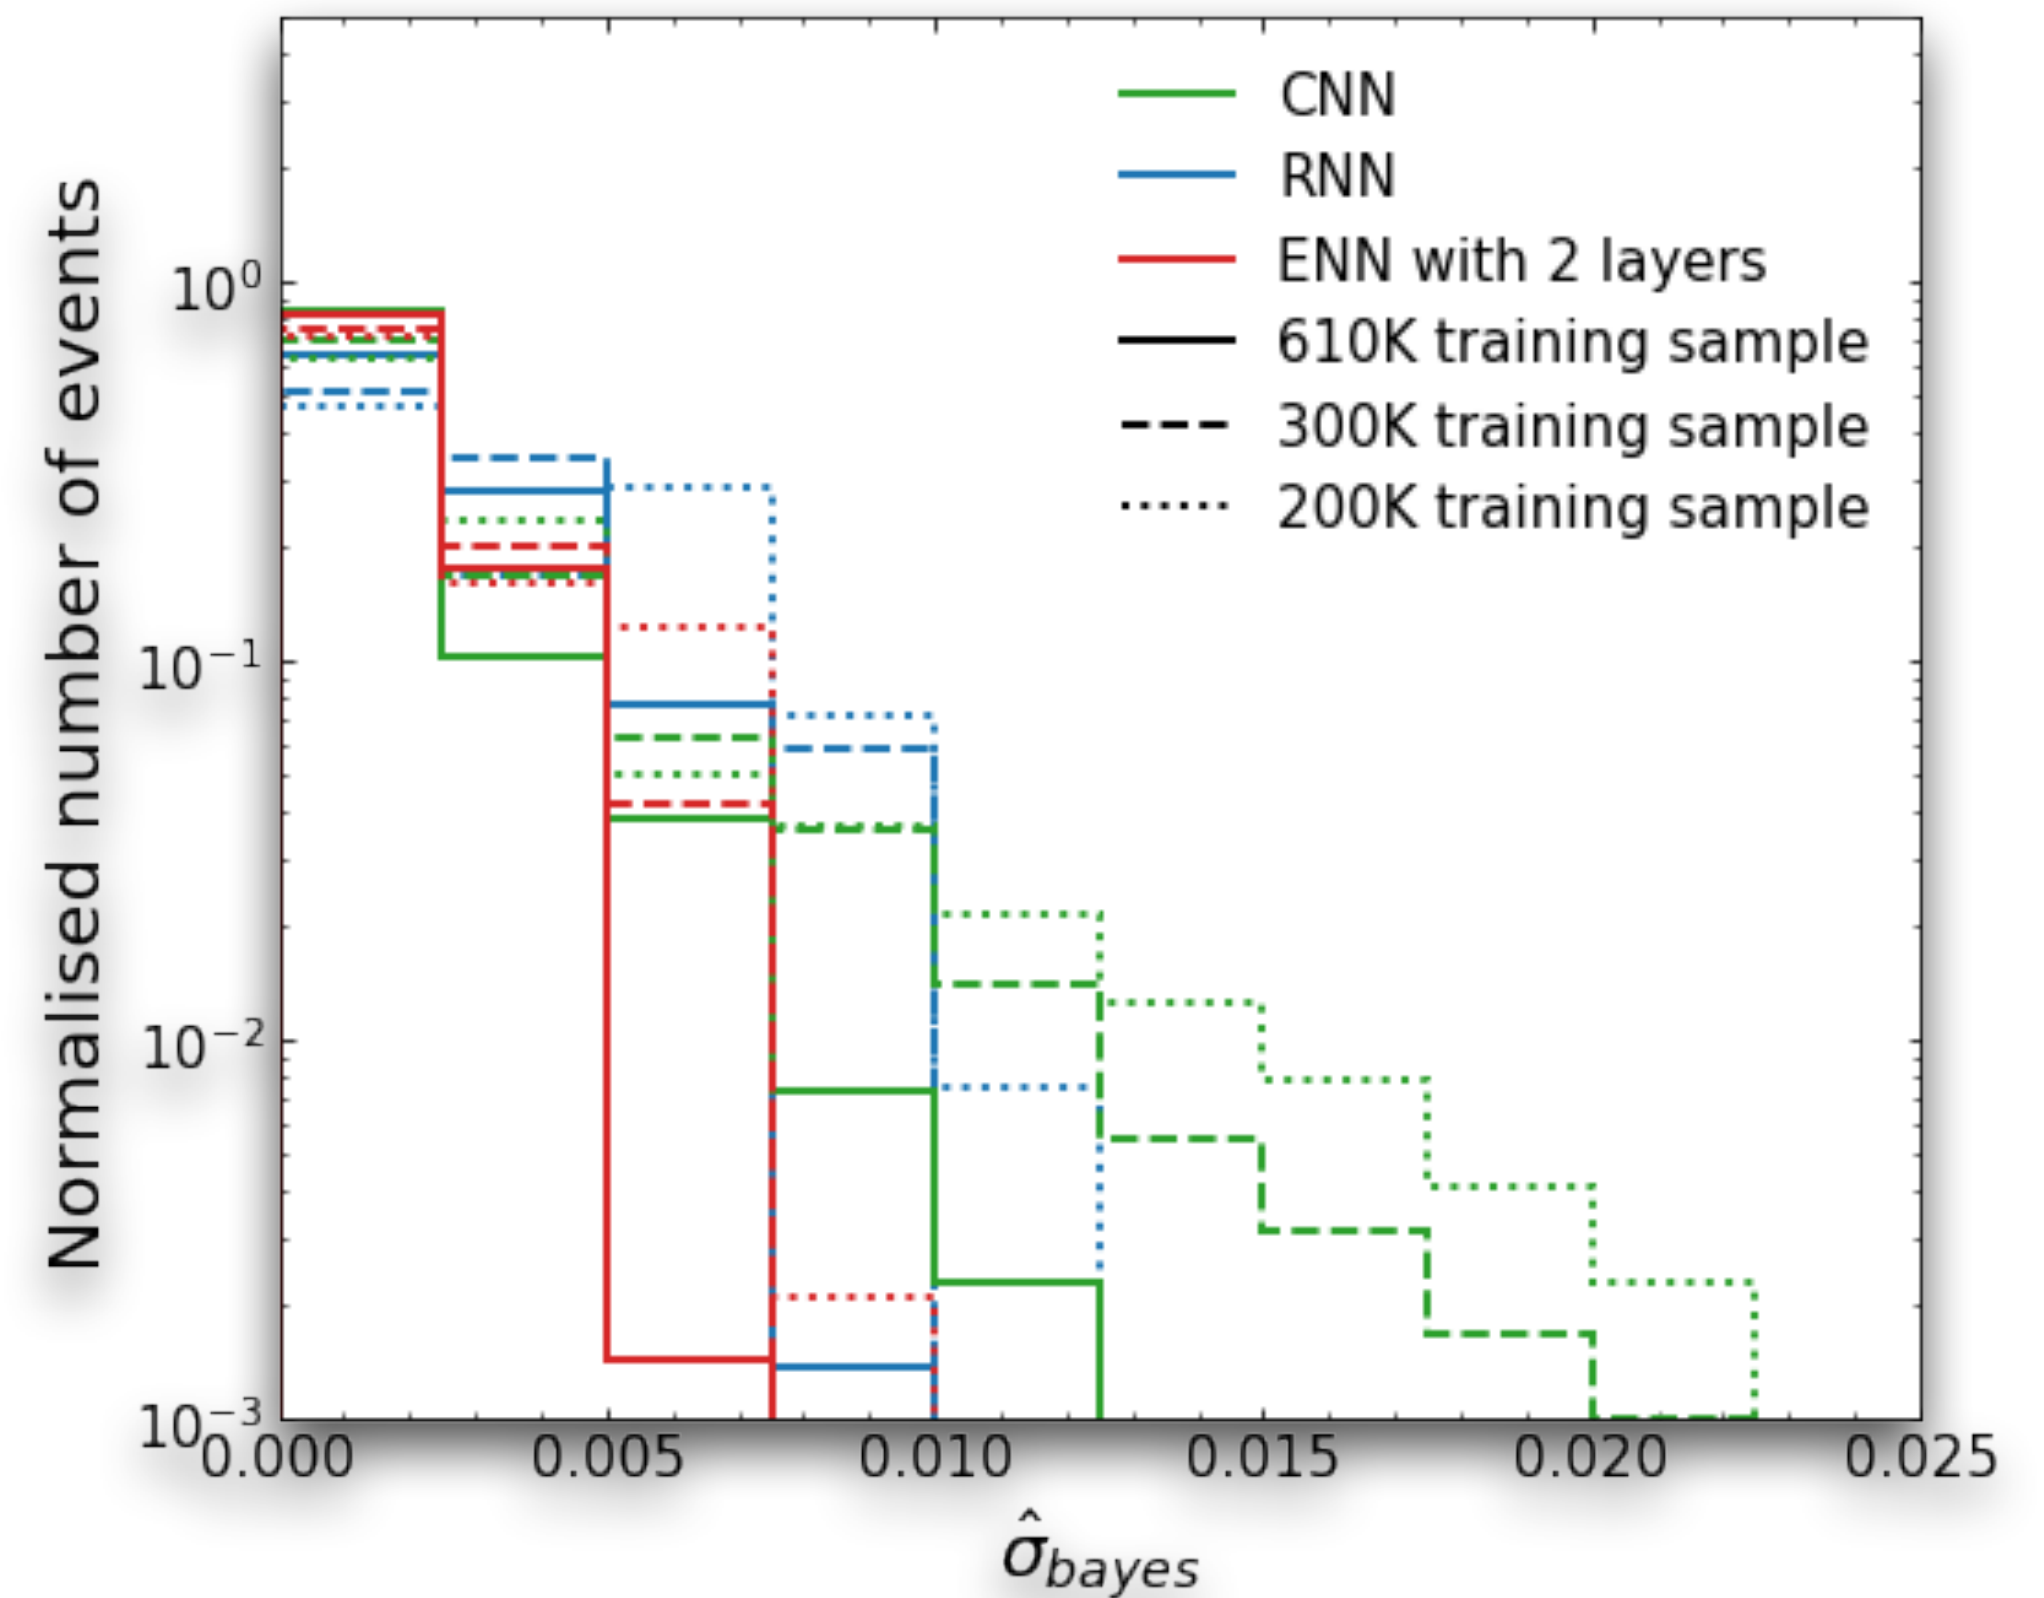 CNN
RNN
ENN with 2 layers
610K training sample
300K training sample
200K training sample
Normalised number of events
10⁰
10⁻¹
10⁻²
10⁻³
0.000 0.005 0.010 0.015 0.020 0.025
σ̂_bayes